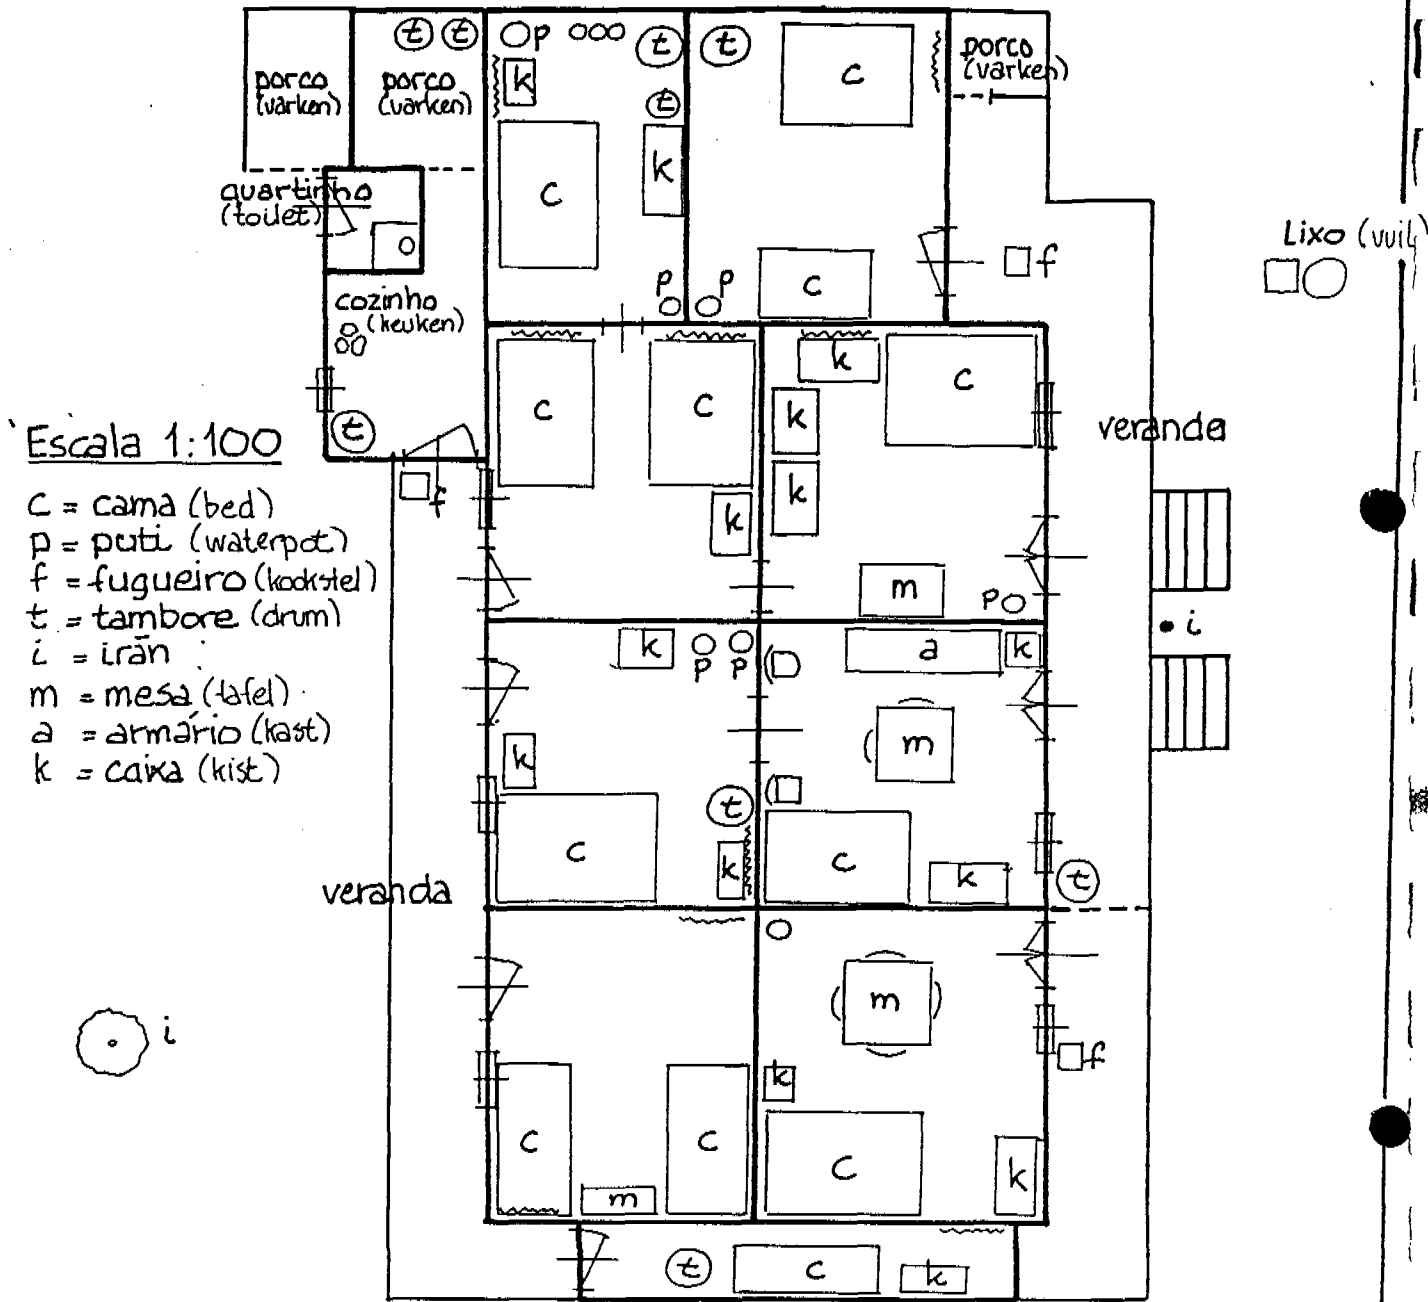 t t p t t
porco
(varken)
porco
(varken)
k
c
porco
(varken)
t
k
c
quartinho
(toilet)
Lixo (vuil)
f
c
p p
cozinho
(keuken)
k
c
c c
k
veranda
t
Escala 1:100
k
k
f
c = cama (bed)
p = puti (waterpot)
f = fugueiro (kookstel)
t = tambore (drum)
i = irãn
m = mesa (tafel)
a = armário (kast)
k = caixa (kist)
m
p
i
k
p p
a
k
m
k
t
c
c
k
k
t
veranda
m
i
f
k
c
c
c
k
m
t
c
k